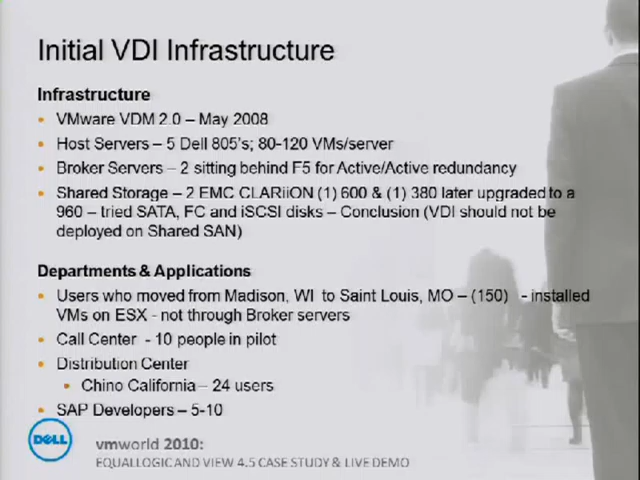 Initial VDI Infrastructure
Infrastructure
• VMware VDM 2.0 – May 2008
• Host Servers – 5 Dell 805's; 80-120 VMs/server
• Broker Servers – 2 sitting behind F5 for Active/Active redundancy
• Shared Storage – 2 EMC CLARiiON (1) 600 & (1) 380 later upgraded to a
960 – tried SATA, FC and iSCSI disks – Conclusion (VDI should not be
deployed on Shared SAN)
Departments & Applications
• Users who moved from Madison, WI to Saint Louis, MO – (150) - installed
VMs on ESX - not through Broker servers
• Call Center - 10 people in pilot
• Distribution Center
• Chino California – 24 users
• SAP Developers – 5-10
DELL
vmworld 2010:
EQUALLOGIC AND VIEW 4.5 CASE STUDY & LIVE DEMO